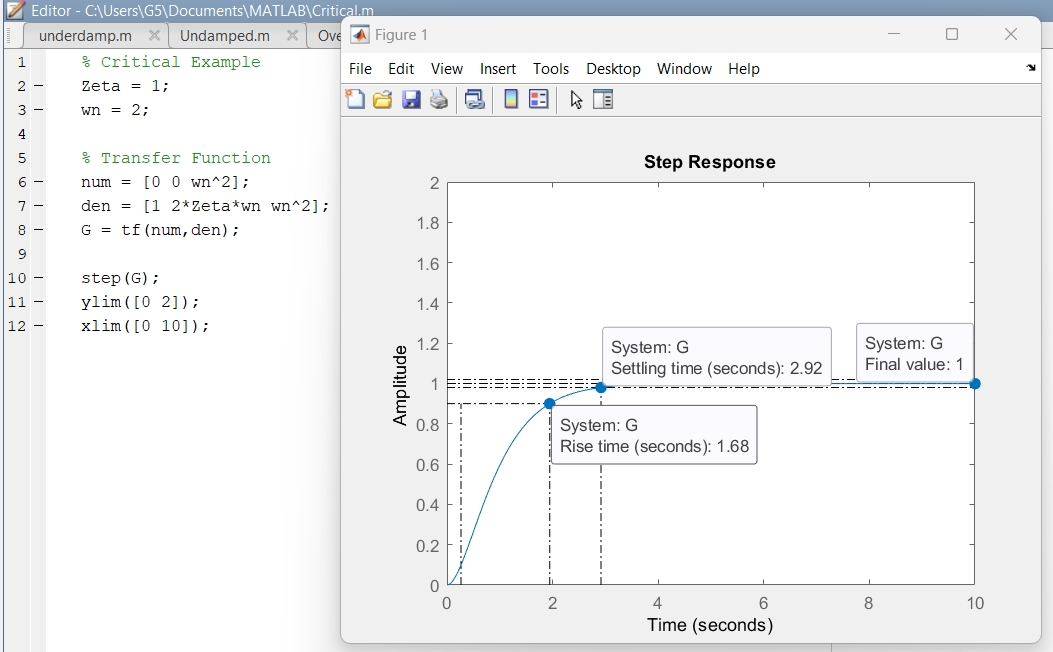 Editor - C:\Users\G5\Documents\MATLAB\Critical.m
underdamp.m
Undamped.m
Ove
1 % Critical Example
2 – Zeta = 1;
3 – wn = 2;
4
5 % Transfer Function
6 – num = [0 0 wn^2];
7 – den = [1 2*Zeta*wn wn^2];
8 – G = tf(num,den);
9
10 – step(G);
11 – ylim([0 2]);
12 – xlim([0 10]);
Figure 1
File Edit View Insert Tools Desktop Window Help
Step Response
Amplitude
2
1.8
1.6
1.4
1.2
1
0.8
0.6
0.4
0.2
0
System: G
Settling time (seconds): 2.92
System: G
Final value: 1
System: G
Rise time (seconds): 1.68
0 2 4 6 8 10
Time (seconds)